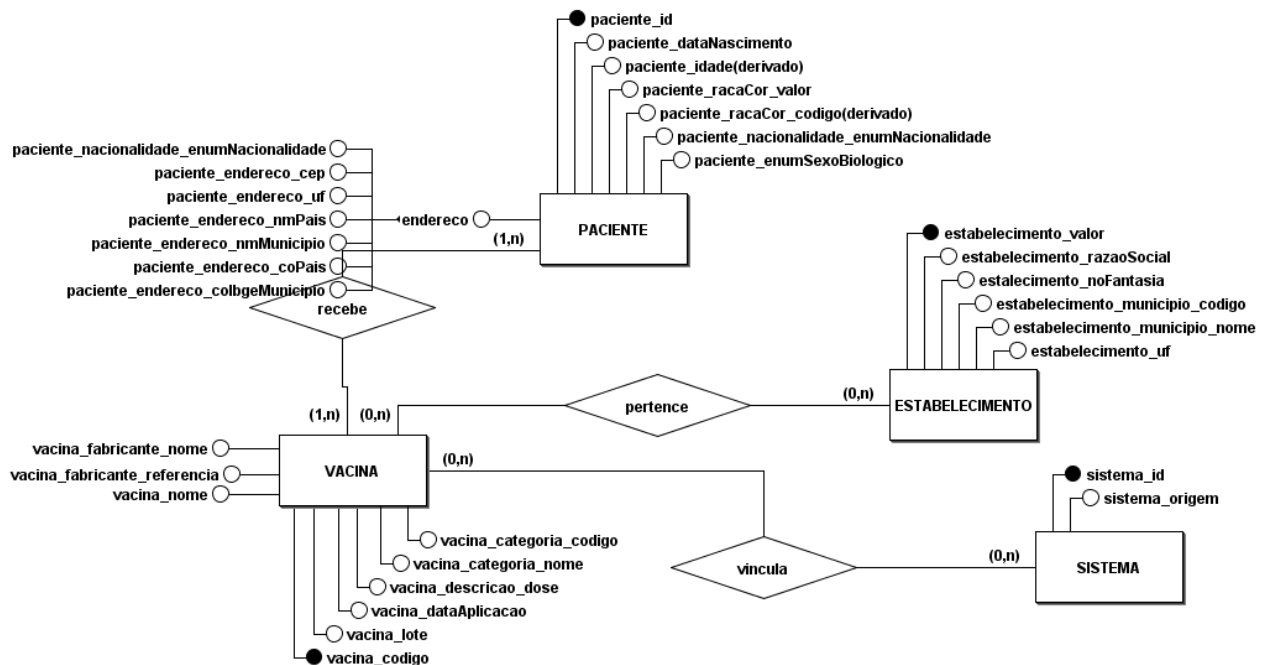 paciente_id
paciente_dataNascimento
paciente_idade(derivado)
paciente_racaCor_valor
paciente_racaCor_codigo(derivado)
paciente_nacionalidade_enumNacionalidade
paciente_enumSexoBiologico
paciente_nacionalidade_enumNacionalidade
paciente_endereco_cep
paciente_endereco_uf
paciente_endereco_nmPais
paciente_endereco_nmMunicipio
paciente_endereco_coPais
paciente_endereco_colbgeMunicipio
endereco
PACIENTE
(1,n)
recebe
(1,n)
(0,n)
pertence
(0,n)
estabelecimento_valor
estabelecimento_razaoSocial
estalecimento_noFantasia
estabelecimento_municipio_codigo
estabelecimento_municipio_nome
estabelecimento_uf
ESTABELECIMENTO
vacina_fabricante_nome
vacina_fabricante_referência
vacina_nome
VACINA
(0,n)
vacina_categoria_codigo
vacina_categoria_nome
vacina_descricao_dose
vacina_dataAplicacao
vacina_lote
vacina_codigo
vincula
(0,n)
sistema_id
sistema_origem
SISTEMA